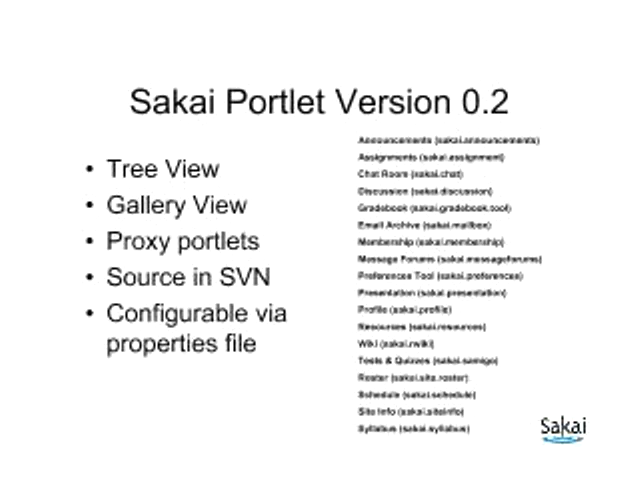 Sakai Portlet Version 0.2
• Tree View
• Gallery View
• Proxy portlets
• Source in SVN
• Configurable via
properties file
Announcements (sakai.announcements)
Assignments (sakai.assignment)
Chat Room (sakai.chat)
Discussion (sakai.discussion)
Gradebook (sakai.gradebook.tool)
Email Archive (sakai.mailbox)
Membership (sakai.membership)
Message Forums (sakai.messageforums)
Preferences Tool (sakai.preferences)
Presentation (sakai.presentation)
Profile (sakai.profile)
Resources (sakai.resources)
Wiki (sakai.rwiki)
Tests & Quizzes (sakai.samigo)
Roster (sakai.site.roster)
Schedule (sakai.schedule)
Site Info (sakai.siteinfo)
Syllabus (sakai.syllabus)
Sakai